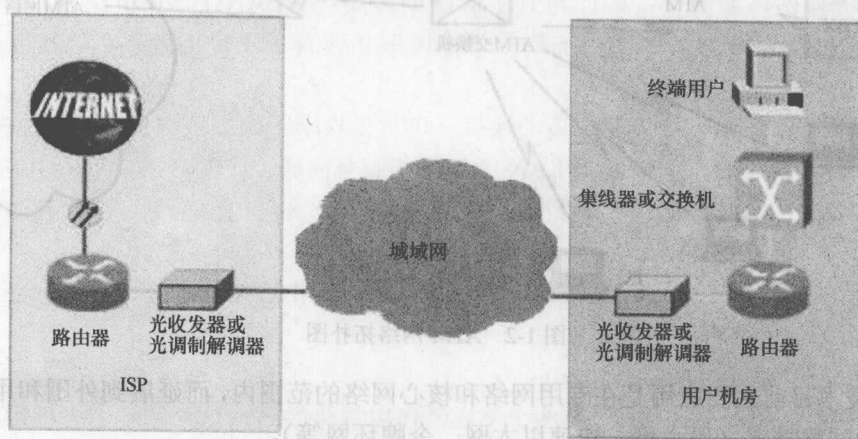 INTERNET
路由器
光收发器或
光调制解调器
ISP
城域网
终端用户
集线器或交换机
光收发器或
光调制解调器
路由器
用户机房